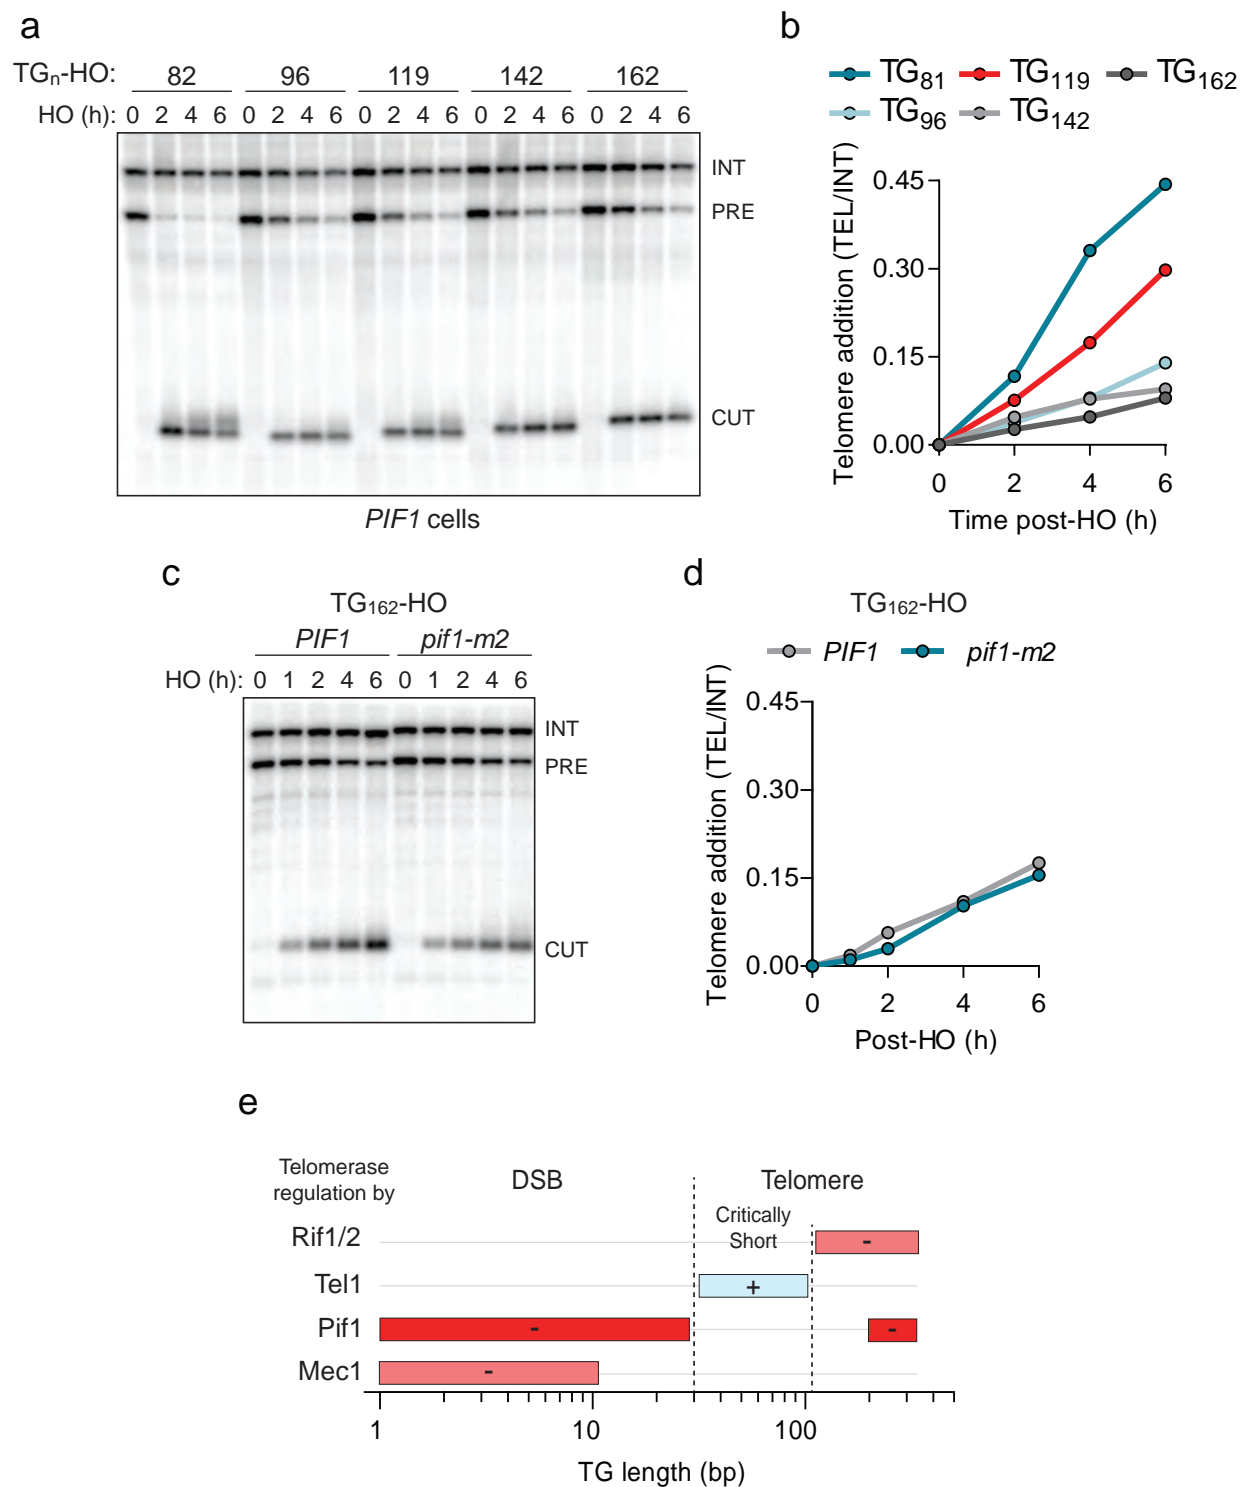 a
TGn-HO: 82 96 119 142 162
HO (h): 0 2 4 6 0 2 4 6 0 2 4 6 0 2 4 6 0 2 4 6
INT
PRE
CUT
PIF1 cells
b
TG81 TG119 TG162
TG96 TG142
Telomere addition (TEL/INT)
0.45
0.30
0.15
0.00
0 2 4 6
Time post-HO (h)
c
TG162-HO
PIF1 pif1-m2
HO (h): 0 1 2 4 6 0 1 2 4 6
INT
PRE
CUT
d
TG162-HO
PIF1 pif1-m2
Telomere addition (TEL/INT)
0.45
0.30
0.15
0.00
0 2 4 6
Post-HO (h)
e
Telomerase
regulation by
DSB Telomere
Critically
Short
Rif1/2 -
Tel1 +
Pif1 - -
Mec1 -
1 10 100
TG length (bp)